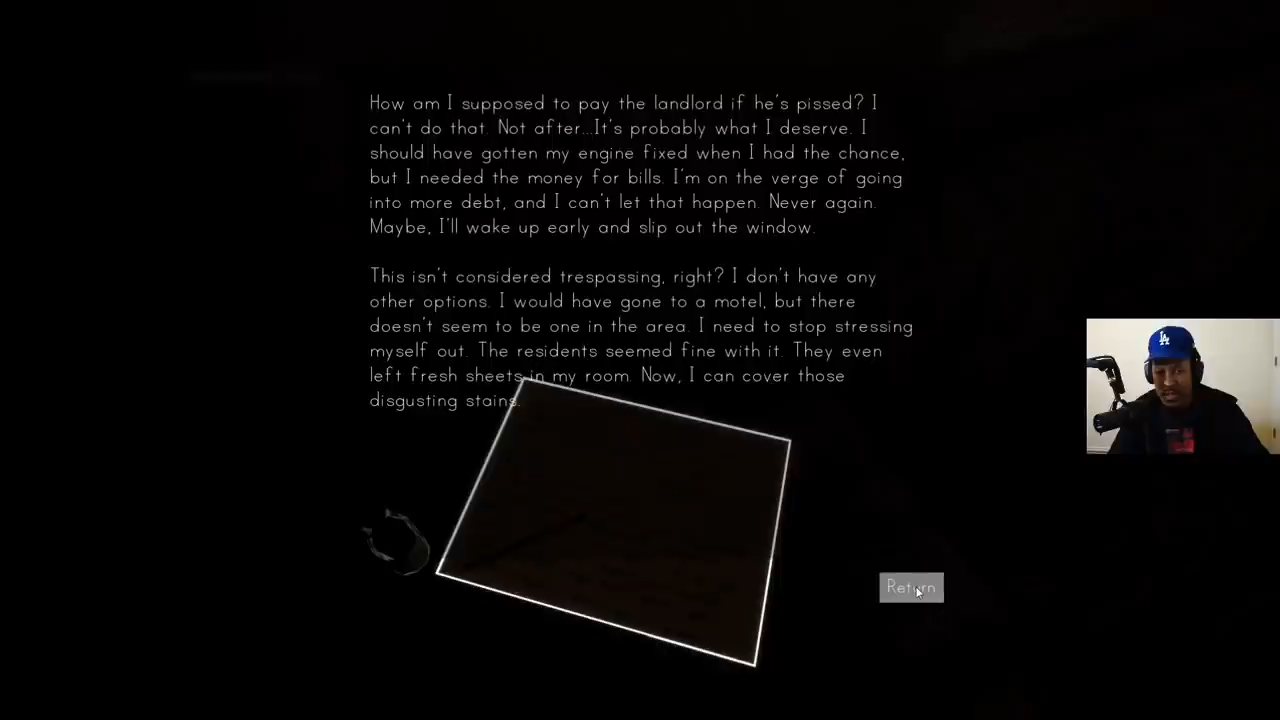 How am I supposed to pay the landlord if he's pissed? I
can't do that. Not after...It's probably what I deserve. I
should have gotten my engine fixed when I had the chance,
but I needed the money for bills. I'm on the verge of going
into more debt, and I can't let that happen. Never again.
Maybe, I'll wake up early and slip out the window.
This isn't considered trespassing, right? I don't have any
other options. I would have gone to a motel, but there
doesn't seem to be one in the area. I need to stop stressing
myself out. The residents seemed fine with it. They even
left fresh sheets in my room. Now, I can cover those
disgusting stains.
Return
LA